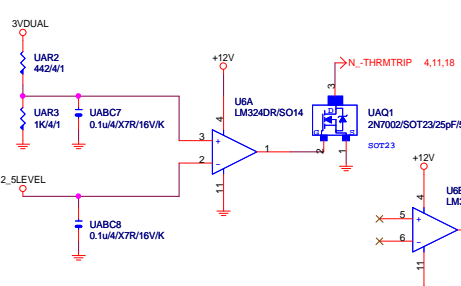 3VDUAL
UAR2
442/4/1
UAR3
1K/4/1
UABC7
0.1u/4/X7R/16V/K
+12V
U6A
LM324DR/SO14
4
3
+
2
-
1
11
2_5LEVEL
UABC8
0.1u/4/X7R/16V/K
N_-THRMTRIP 4,11,18
3
D
G
S
2
1
UAQ1
2N7002/SOT23/25pF/5
SOT23
+12V
U6B
LM3
4
5
+
6
-
11